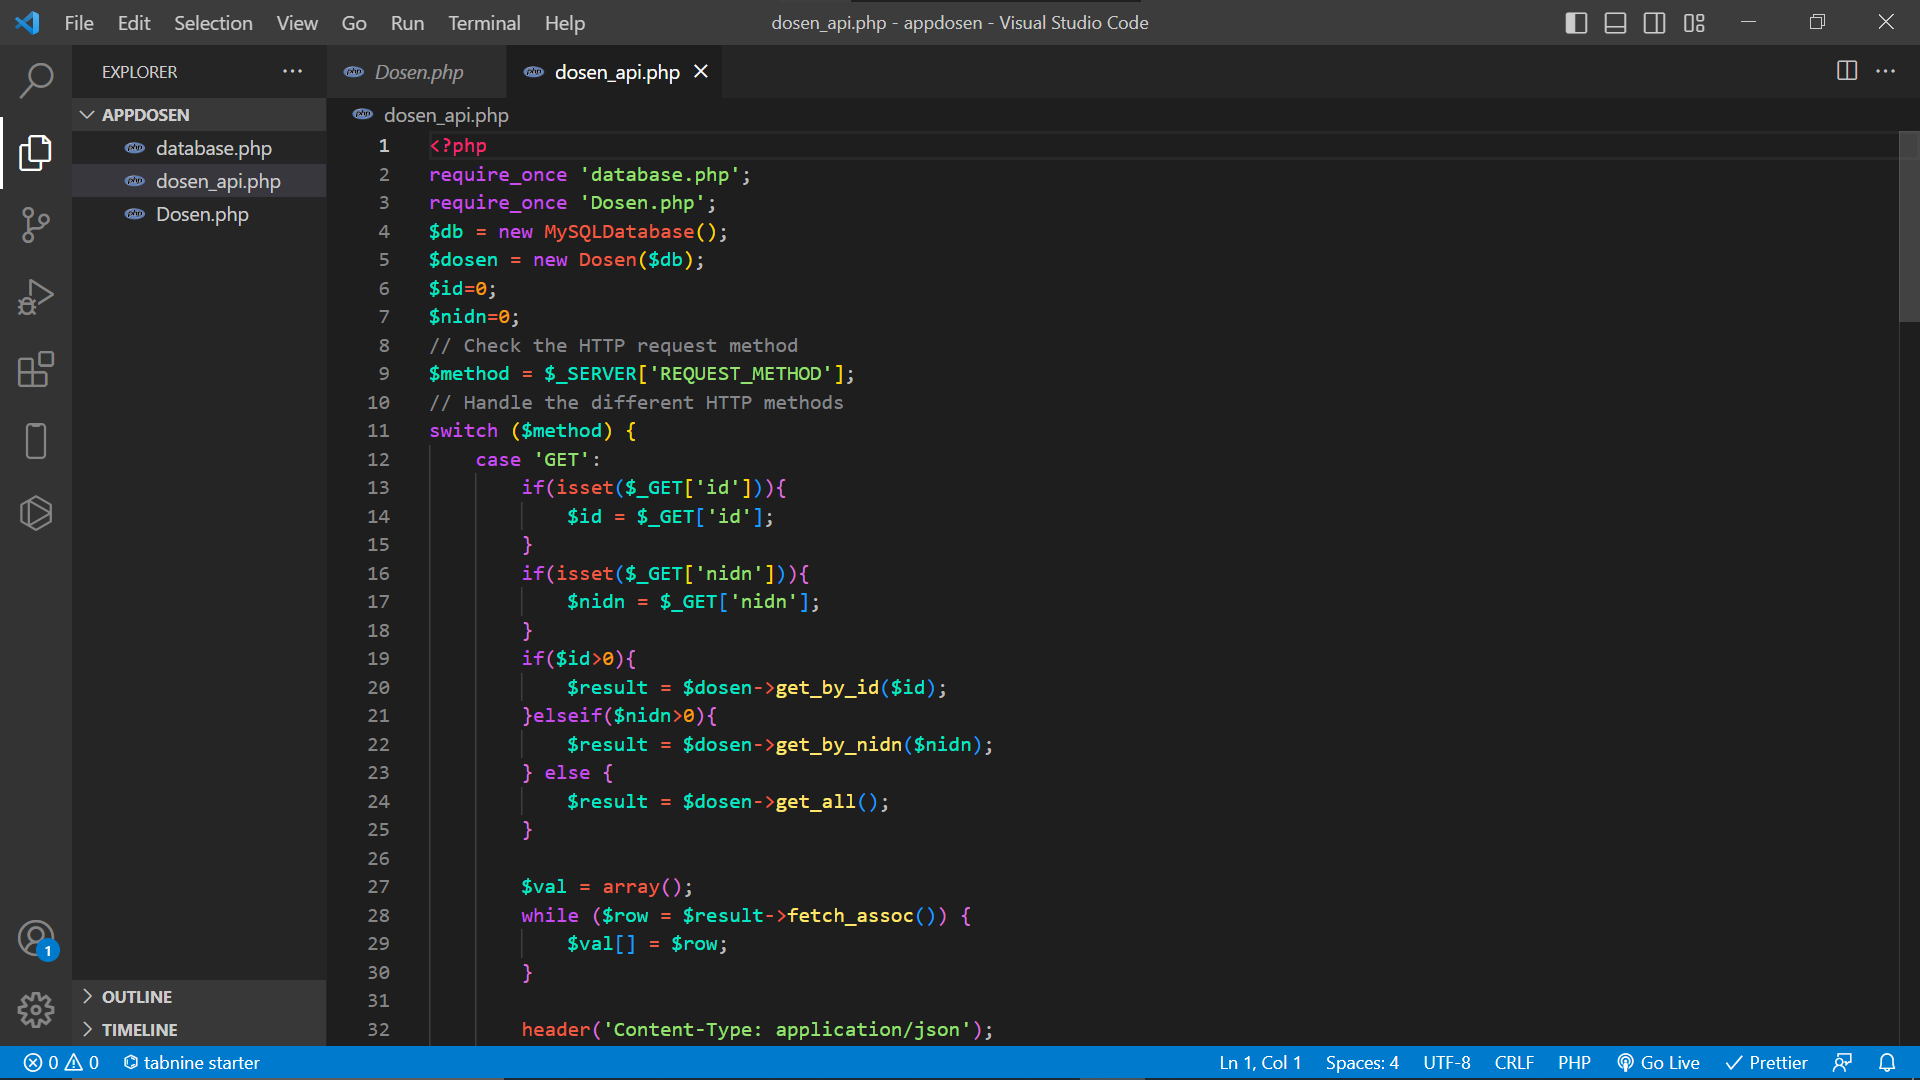 File Edit Selection View Go Run Terminal Help
dosen_api.php - appdosen - Visual Studio Code
EXPLORER
APPDOSEN
database.php
dosen_api.php
Dosen.php
OUTLINE
TIMELINE
Dosen.php
dosen_api.php
dosen_api.php
1 <?php
2 require_once 'database.php';
3 require_once 'Dosen.php';
4 $db = new MySQLDatabase();
5 $dosen = new Dosen($db);
6 $id=0;
7 $nidn=0;
8 // Check the HTTP request method
9 $method = $_SERVER['REQUEST_METHOD'];
10 // Handle the different HTTP methods
11 switch ($method) {
12     case 'GET':
13         if(isset($_GET['id'])){
14             $id = $_GET['id'];
15         }
16         if(isset($_GET['nidn'])){
17             $nidn = $_GET['nidn'];
18         }
19         if($id>0){
20             $result = $dosen->get_by_id($id);
21         }elseif($nidn>0){
22             $result = $dosen->get_by_nidn($nidn);
23         } else {
24             $result = $dosen->get_all();
25         }
26
27         $val = array();
28         while ($row = $result->fetch_assoc()) {
29             $val[] = $row;
30         }
31
32         header('Content-Type: application/json');
1
0 0 tabnine starter
Ln 1, Col 1 Spaces: 4 UTF-8 CRLF PHP Go Live Prettier